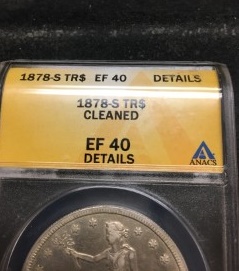 1878-S TR$ EF 40 DETAILS
1878-S TR$
CLEANED
EF 40
DETAILS
ANACS